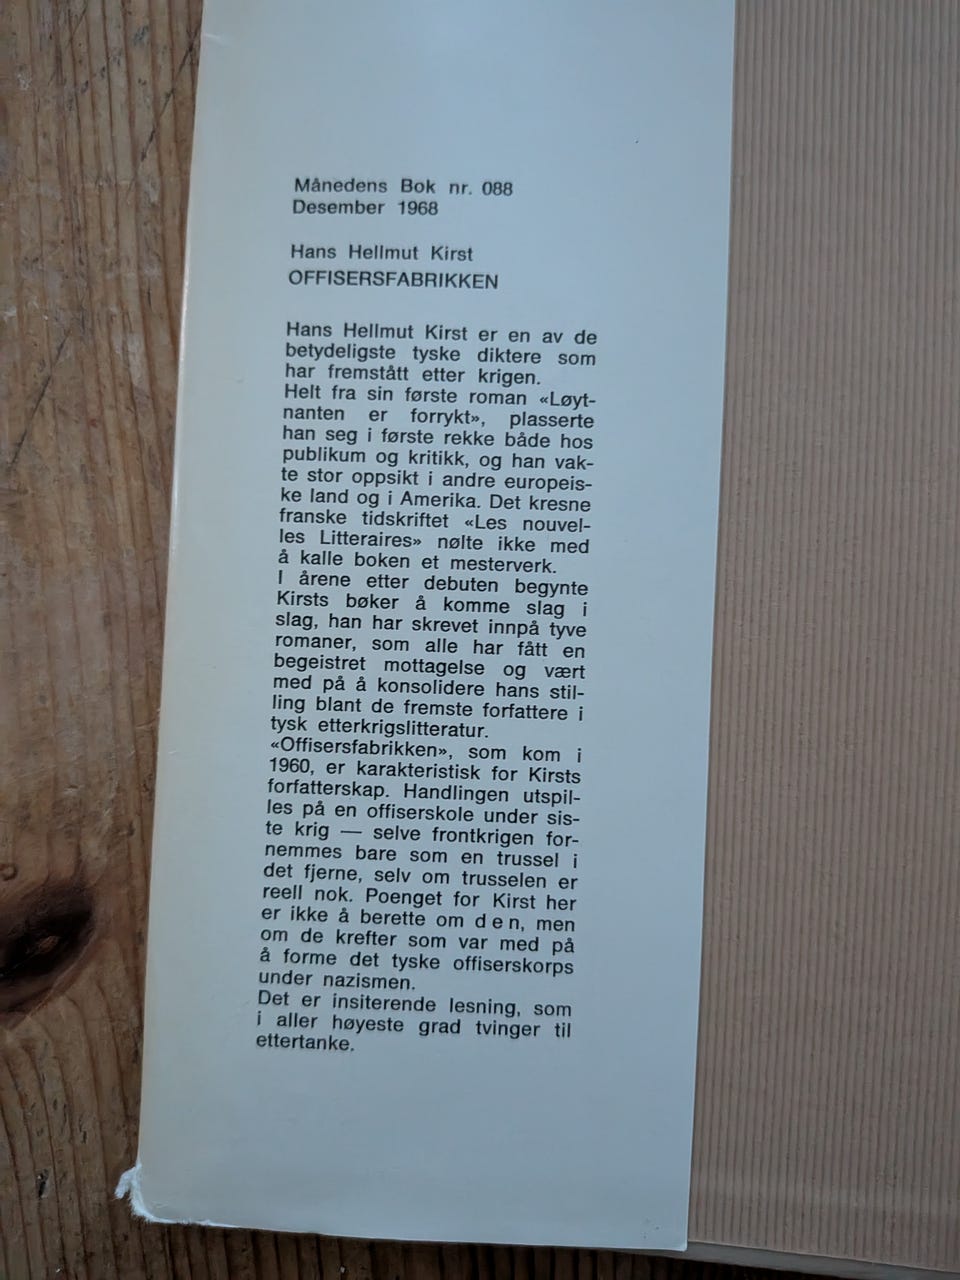 Månedens Bok nr. 088
Desember 1968
Hans Hellmut Kirst
OFFISERSFABRIKKEN
Hans Hellmut Kirst er en av de
betydeligste tyske diktere som
har fremstått etter krigen.
Helt fra sin første roman «Løyt-
nanten er forrykt», plasserte
han seg i første rekke både hos
publikum og kritikk, og han vak-
te stor oppsikt i andre europeis-
ke land og i Amerika. Det kresne
franske tidskriftet «Les nouvel-
les Litteraires» nølte ikke med
å kalle boken et mesterverk.
I årene etter debuten begynte
Kirsts bøker å komme slag i
slag, han har skrevet innpå tyve
romaner, som alle har fått en
begeistret mottagelse og vært
med på å konsolidere hans stil-
ling blant de fremste forfattere i
tysk etterkrigslitteratur.
«Offisersfabrikken», som kom i
1960, er karakteristisk for Kirsts
forfatterskap. Handlingen utspil-
les på en offiserskole under sis-
te krig — selve frontkrigen for-
nemmes bare som en trussel i
det fjerne, selv om trusselen er
reell nok. Poenget for Kirst her
er ikke å berette om d e n, men
om de krefter som var med på
å forme det tyske offiserskorps
under nazismen.
Det er insiterende lesning, som
i aller høyeste grad tvinger til
ettertanke.